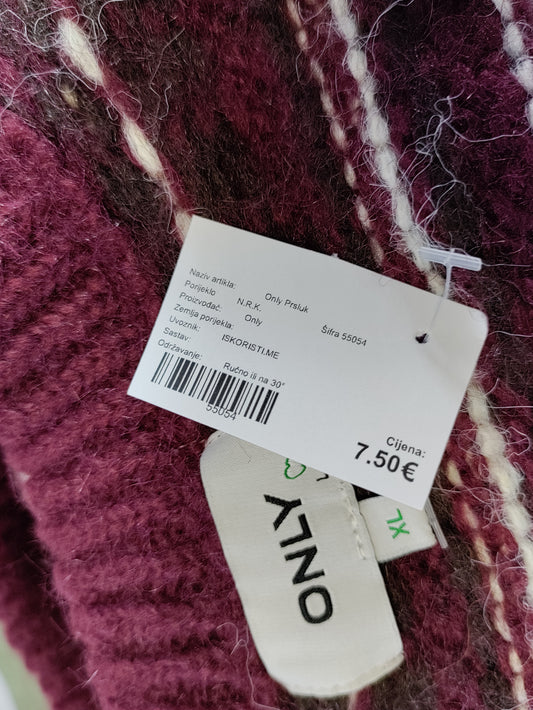 Naziv artikla: Only Prsluk
Porijeklo N.R.K. Šifra 55054
Proizvođač: Only
Zemlja porijekla:
Uvoznik: ISKORISTI.ME
Sastav:
Održavanje: Ručno ili na 30°
55054
Cijena:
7.50€
ONLY
XL